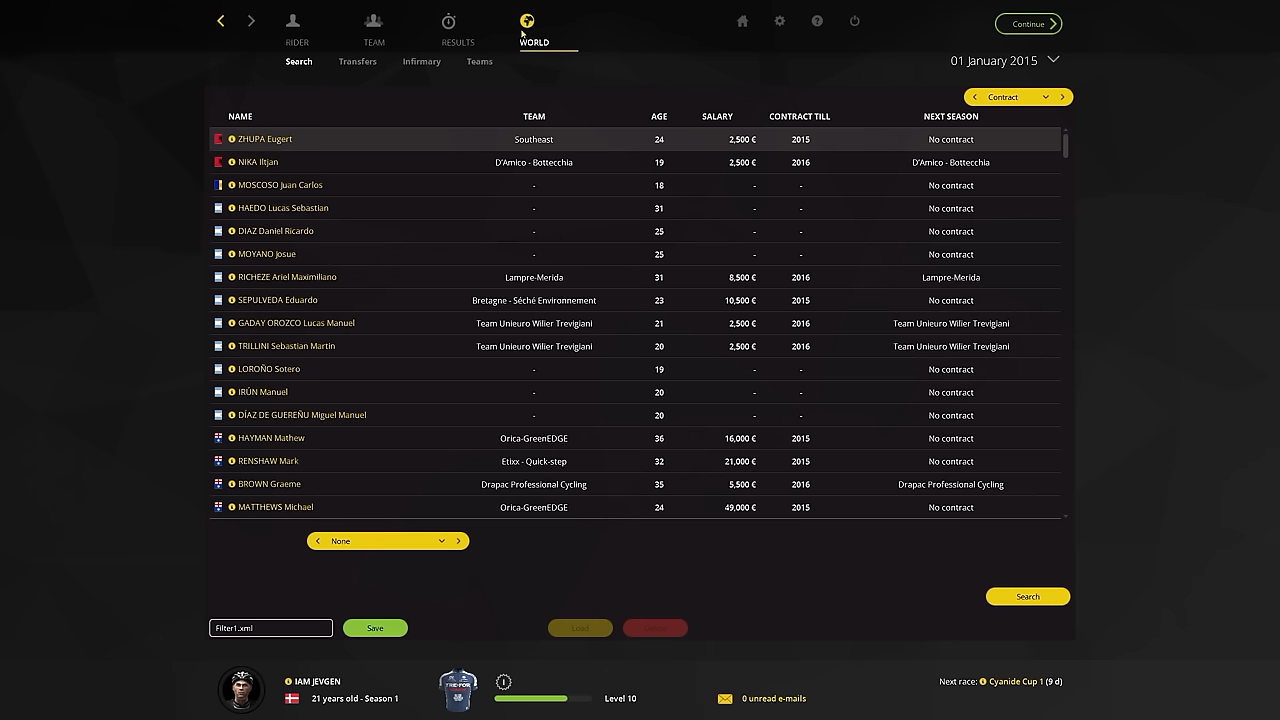 RIDER TEAM RESULTS WORLD
Continue
Search Transfers Infirmary Teams
01 January 2015
Contract
NAME TEAM AGE SALARY CONTRACT TILL NEXT SEASON
ZHUPA Eugert Southeast 24 2,500 € 2015 No contract
NIKA Iltjan D'Amico - Bottecchia 19 2,500 € 2016 D'Amico - Bottecchia
MOSCOSO Juan Carlos - 18 - - No contract
HAEDO Lucas Sebastian - 31 - - No contract
DIAZ Daniel Ricardo - 25 - - No contract
MOYANO Josue - 25 - - No contract
RICHEZE Ariel Maximiliano Lampre-Merida 31 8,500 € 2016 Lampre-Merida
SEPULVEDA Eduardo Bretagne - Séché Environnement 23 10,500 € 2015 No contract
GADAY OROZCO Lucas Manuel Team Unieuro Wilier Trevigiani 21 2,500 € 2016 Team Unieuro Wilier Trevigiani
TRILLINI Sebastian Martin Team Unieuro Wilier Trevigiani 20 2,500 € 2016 Team Unieuro Wilier Trevigiani
LOROÑO Sotero - 19 - - No contract
IRÚN Manuel - 20 - - No contract
DÍAZ DE GUEREÑU Miguel Manuel - 20 - - No contract
HAYMAN Mathew Orica-GreenEDGE 36 16,000 € 2015 No contract
RENSHAW Mark Etixx - Quick-step 32 21,000 € 2015 No contract
BROWN Graeme Drapac Professional Cycling 35 5,500 € 2016 Drapac Professional Cycling
MATTHEWS Michael Orica-GreenEDGE 24 49,000 € 2015 No contract
None
Search
Filter1.xml Save Load Delete
IAM JEVGEN
21 years old - Season 1
Level 10
0 unread e-mails
Next race: Cyanide Cup 1 (9 d)